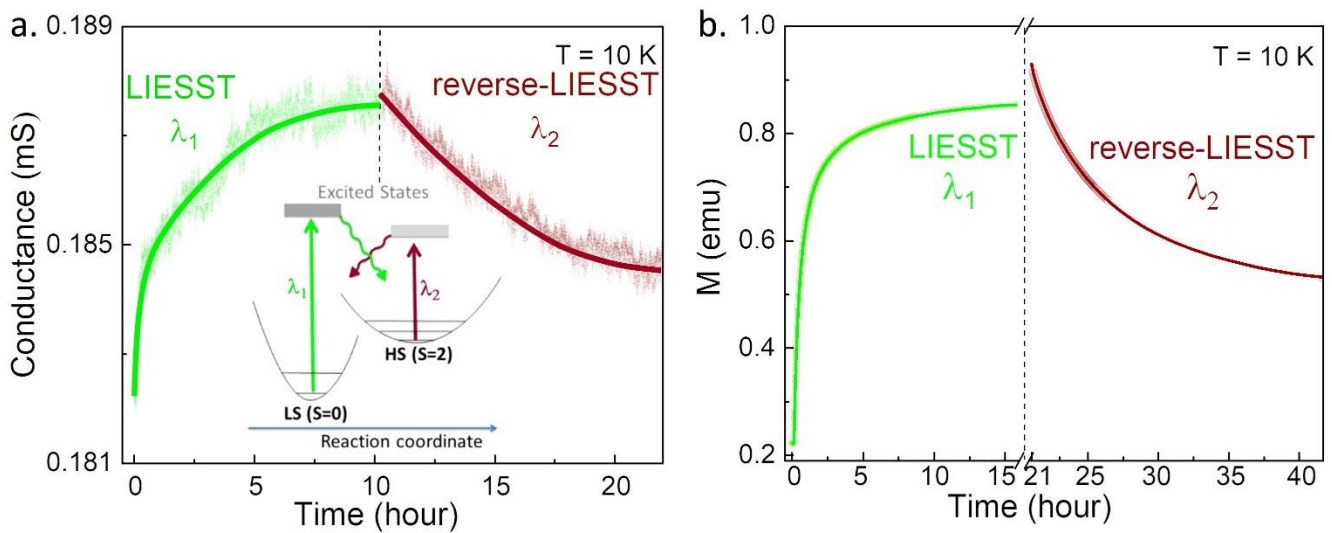 a.
0.189
0.185
0.181
Conductance (mS)
LIESST
λ1
T = 10 K
reverse-LIESST
λ2
Excited States
λ1
λ2
HS (S=2)
LS (S=0)
Reaction coordinate
0 5 10 15 20
Time (hour)
b.
1.0
0.8
0.6
0.4
0.2
M (emu)
T = 10 K
LIESST
λ1
reverse-LIESST
λ2
0 5 10 15 21 25 30 35 40
Time (hour)